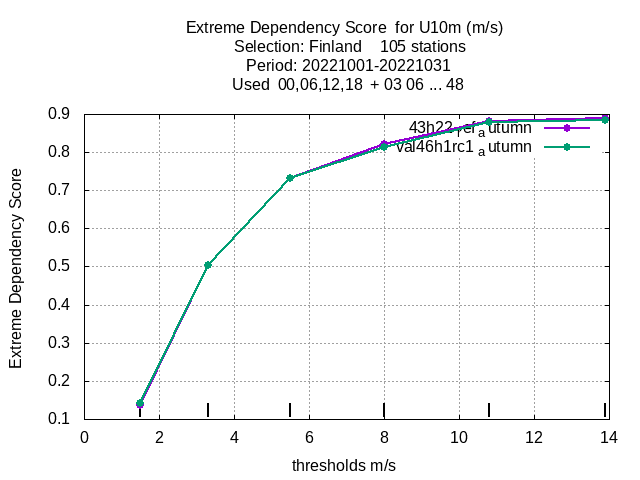 Extreme Dependency Score for U10m (m/s)
Selection: Finland 105 stations
Period: 20221001-20221031
Used 00,06,12,18 + 03 06 ... 48
Extreme Dependency Score
0.9
0.8
0.7
0.6
0.5
0.4
0.3
0.2
0.1
43h22_ref_autumn
val46h1rc1_autumn
0 2 4 6 8 10 12 14
thresholds m/s